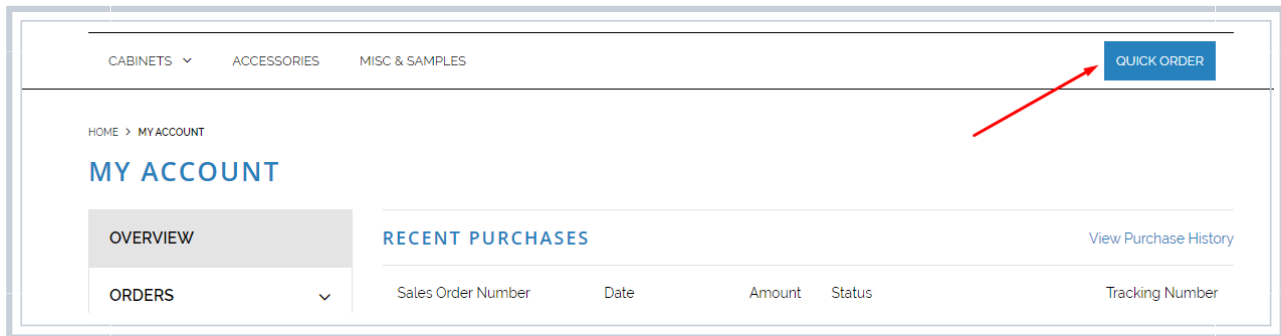 CABINETS ACCESSORIES MISC & SAMPLES QUICK ORDER
HOME > MY ACCOUNT
MY ACCOUNT
OVERVIEW
RECENT PURCHASES View Purchase History
ORDERS
Sales Order Number Date Amount Status Tracking Number